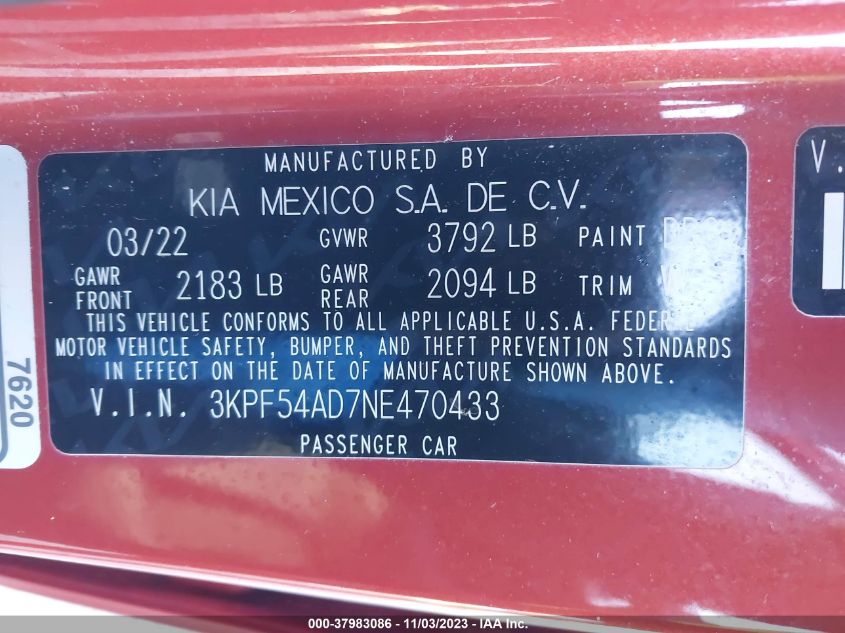 MANUFACTURED BY
KIA MEXICO S.A. DE C.V.
03/22 GVWR 3792 LB PAINT
GAWR FRONT 2183 LB GAWR REAR 2094 LB TRIM
THIS VEHICLE CONFORMS TO ALL APPLICABLE U.S.A. FEDERAL
MOTOR VEHICLE SAFETY, BUMPER, AND THEFT PREVENTION STANDARDS
IN EFFECT ON THE DATE OF MANUFACTURE SHOWN ABOVE.
V.I.N. 3KPF54AD7NE470433
PASSENGER CAR
7620
V.
000-37983086 - 11/03/2023 - IAA Inc.